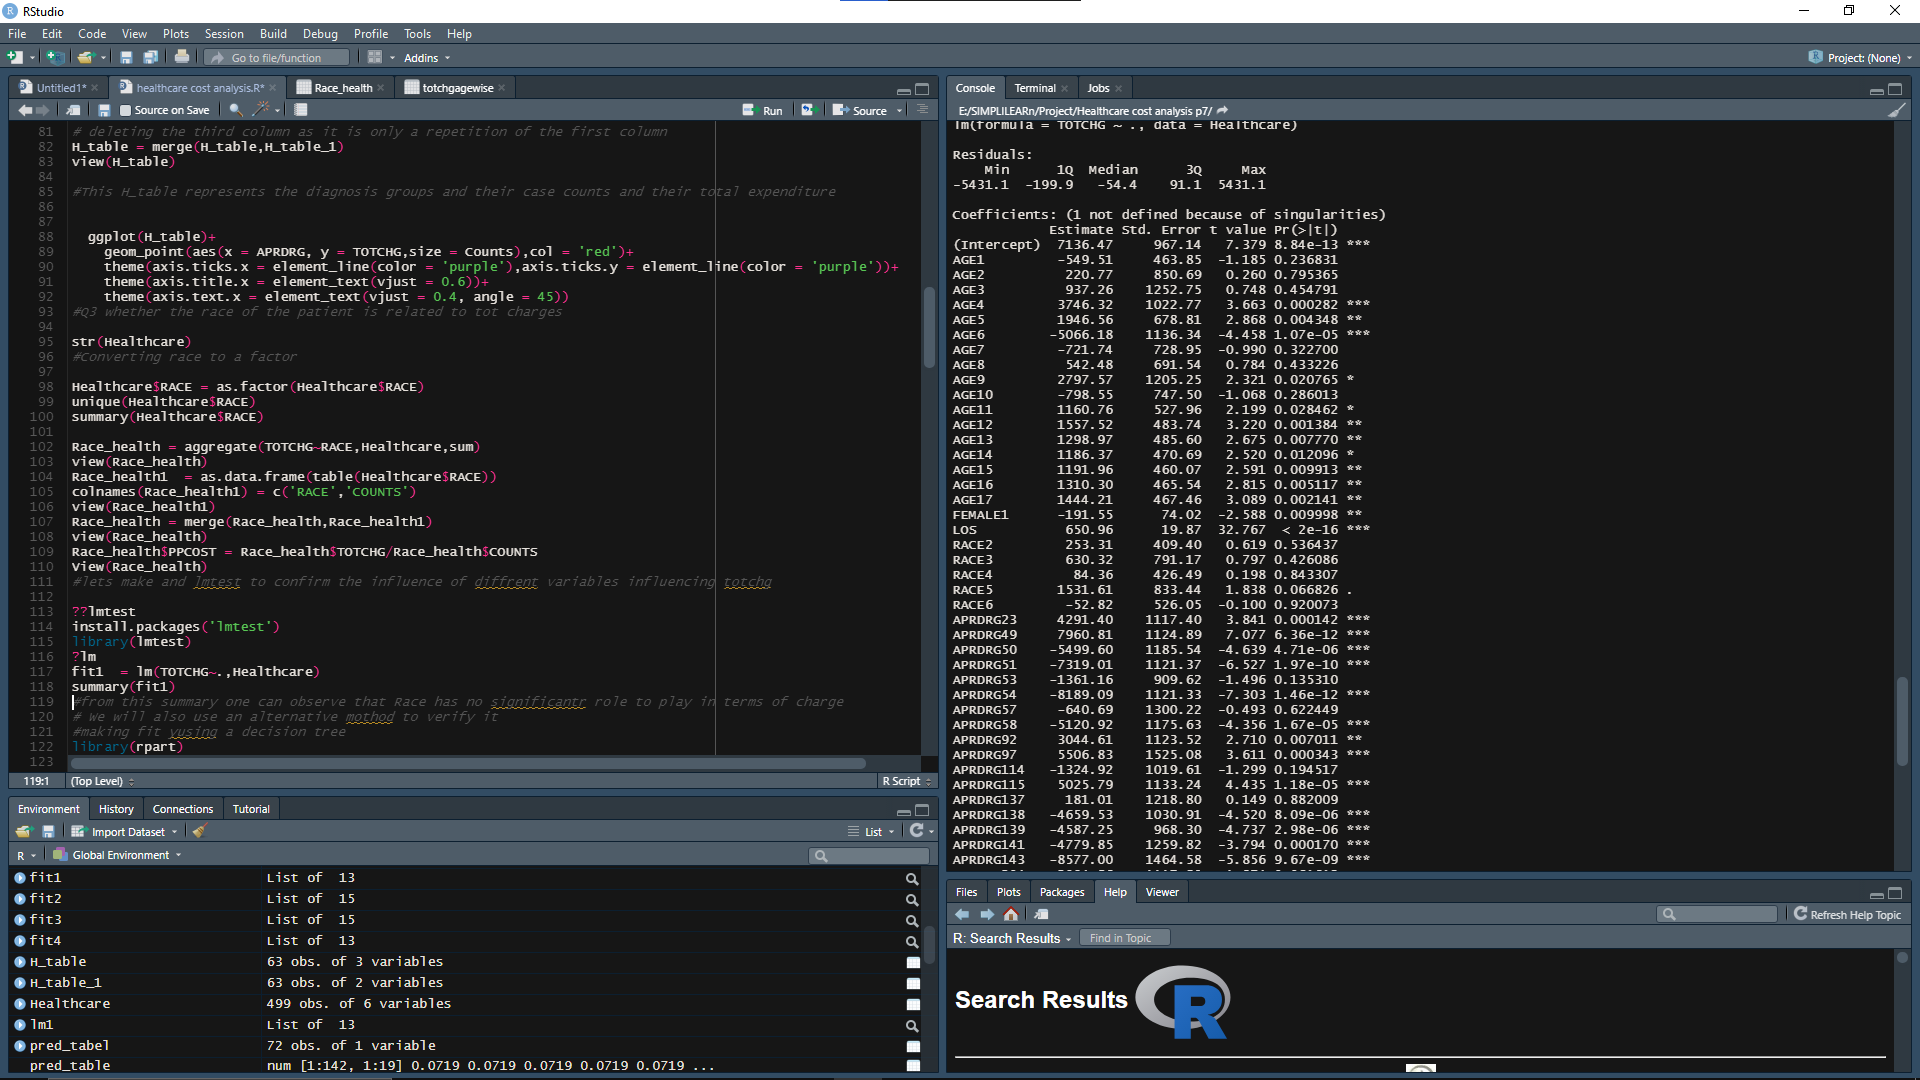 RStudio
File Edit Code View Plots Session Build Debug Profile Tools Help
Go to file/function Addins Project: (None)
Untitled1* healthcare cost analysis.R* Race_health totchgagewise
Source on Save Run Source
81 # deleting the third column as it is only a repetition of the first column
82 H_table = merge(H_table,H_table_1)
83 view(H_table)
84
85 #This H_table represents the diagnosis groups and their case counts and their total expenditure
86
87
88 ggplot(H_table)+
89 geom_point(aes(x = APRDRG, y = TOTCHG,size = Counts),col = 'red')+
90 theme(axis.ticks.x = element_line(color = 'purple'),axis.ticks.y = element_line(color = 'purple'))+
91 theme(axis.title.x = element_text(vjust = 0.6))+
92 theme(axis.text.x = element_text(vjust = 0.4, angle = 45))
93 #Q3 whether the race of the patient is related to tot charges
94
95 str(Healthcare)
96 #Converting race to a factor
97
98 Healthcare$RACE = as.factor(Healthcare$RACE)
99 unique(Healthcare$RACE)
100 summary(Healthcare$RACE)
101
102 Race_health = aggregate(TOTCHG~RACE,Healthcare,sum)
103 view(Race_health)
104 Race_health1 = as.data.frame(table(Healthcare$RACE))
105 colnames(Race_health1) = c('RACE','COUNTS')
106 view(Race_health1)
107 Race_health = merge(Race_health,Race_health1)
108 view(Race_health)
109 Race_health$PPCOST = Race_health$TOTCHG/Race_health$COUNTS
110 View(Race_health)
111 #lets make and lmtest to confirm the influence of diffrent variables influencing totchg
112
113 ??lmtest
114 install.packages('lmtest')
115 library(lmtest)
116 ?lm
117 fit1 = lm(TOTCHG~.,Healthcare)
118 summary(fit1)
119 #from this summary one can observe that Race has no significantr role to play in terms of charge
120 # We will also use an alternative mothod to verify it
121 #making fit yusing a decision tree
122 library(rpart)
123
119:1 (Top Level) R Script
Environment History Connections Tutorial
Import Dataset List
R Global Environment
fit1 List of 13
fit2 List of 15
fit3 List of 15
fit4 List of 13
H_table 63 obs. of 3 variables
H_table_1 63 obs. of 2 variables
Healthcare 499 obs. of 6 variables
lm1 List of 13
pred_tabel 72 obs. of 1 variable
pred_table num [1:142, 1:19] 0.0719 0.0719 0.0719 0.0719 0.0719 ...
Console Terminal Jobs
E:/SIMPLILEARn/Project/Healthcare cost analysis p7/
lm(formula = TOTCHG ~ ., data = Healthcare)
Residuals:
Min 1Q Median 3Q Max
-5431.1 -199.9 -54.4 91.1 5431.1
Coefficients: (1 not defined because of singularities)
Estimate Std. Error t value Pr(>|t|)
(Intercept) 7136.47 967.14 7.379 8.84e-13 ***
AGE1 -549.51 463.85 -1.185 0.236831
AGE2 220.77 850.69 0.260 0.795365
AGE3 937.26 1252.75 0.748 0.454791
AGE4 3746.32 1022.77 3.663 0.000282 ***
AGE5 1946.56 678.81 2.868 0.004348 **
AGE6 -5066.18 1136.34 -4.458 1.07e-05 ***
AGE7 -721.74 728.95 -0.990 0.322700
AGE8 542.48 691.54 0.784 0.433226
AGE9 2797.57 1205.25 2.321 0.020765 *
AGE10 -798.55 747.50 -1.068 0.286013
AGE11 1160.76 527.96 2.199 0.028462 *
AGE12 1557.52 483.74 3.220 0.001384 **
AGE13 1298.97 485.60 2.675 0.007770 **
AGE14 1186.37 470.69 2.520 0.012096 *
AGE15 1191.96 460.07 2.591 0.009913 **
AGE16 1310.30 465.54 2.815 0.005117 **
AGE17 1444.21 467.46 3.089 0.002141 **
FEMALE1 -191.55 74.02 -2.588 0.009998 **
LOS 650.96 19.87 32.767 < 2e-16 ***
RACE2 253.31 409.40 0.619 0.536437
RACE3 630.32 791.17 0.797 0.426086
RACE4 84.36 426.49 0.198 0.843307
RACE5 1531.61 833.44 1.838 0.066826 .
RACE6 -52.82 526.05 -0.100 0.920073
APRDRG23 4291.40 1117.40 3.841 0.000142 ***
APRDRG49 7960.81 1124.89 7.077 6.36e-12 ***
APRDRG50 -5499.60 1185.54 -4.639 4.71e-06 ***
APRDRG51 -7319.01 1121.37 -6.527 1.97e-10 ***
APRDRG53 -1361.16 909.62 -1.496 0.135310
APRDRG54 -8189.09 1121.33 -7.303 1.46e-12 ***
APRDRG57 -640.69 1300.22 -0.493 0.622449
APRDRG58 -5120.92 1175.63 -4.356 1.67e-05 ***
APRDRG92 3044.61 1123.52 2.710 0.007011 **
APRDRG97 5506.83 1525.08 3.611 0.000343 ***
APRDRG114 -1324.92 1019.61 -1.299 0.194517
APRDRG115 5025.79 1133.24 4.435 1.18e-05 ***
APRDRG137 181.01 1218.80 0.149 0.882009
APRDRG138 -4659.53 1030.91 -4.520 8.09e-06 ***
APRDRG139 -4587.25 968.30 -4.737 2.98e-06 ***
APRDRG141 -4779.85 1259.82 -3.794 0.000170 ***
APRDRG143 -8577.00 1464.58 -5.856 9.67e-09 ***
Files Plots Packages Help Viewer
Refresh Help Topic
R: Search Results Find in Topic
Search Results R